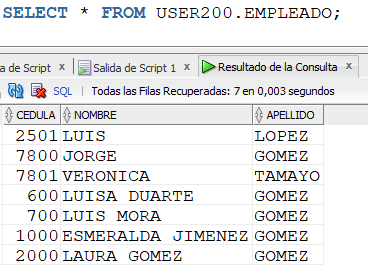 SELECT * FROM USER200.EMPLEADO;
a de Script Salida de Script 1 Resultado de la Consulta
SQL Todas las Filas Recuperadas: 7 en 0,003 segundos
CEDULA NOMBRE APELLIDO
2501 LUIS LOPEZ
7800 JORGE GOMEZ
7801 VERONICA TAMAYO
600 LUISA DUARTE GOMEZ
700 LUIS MORA GOMEZ
1000 ESMERALDA JIMENEZ GOMEZ
2000 LAURA GOMEZ GOMEZ